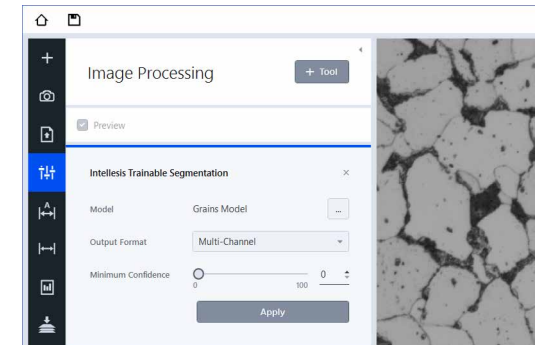 Image Processing
+ Tool
Preview
Intellesis Trainable Segmentation
Model Grains Model ...
Output Format Multi-Channel
Minimum Confidence 0
0 100
Apply